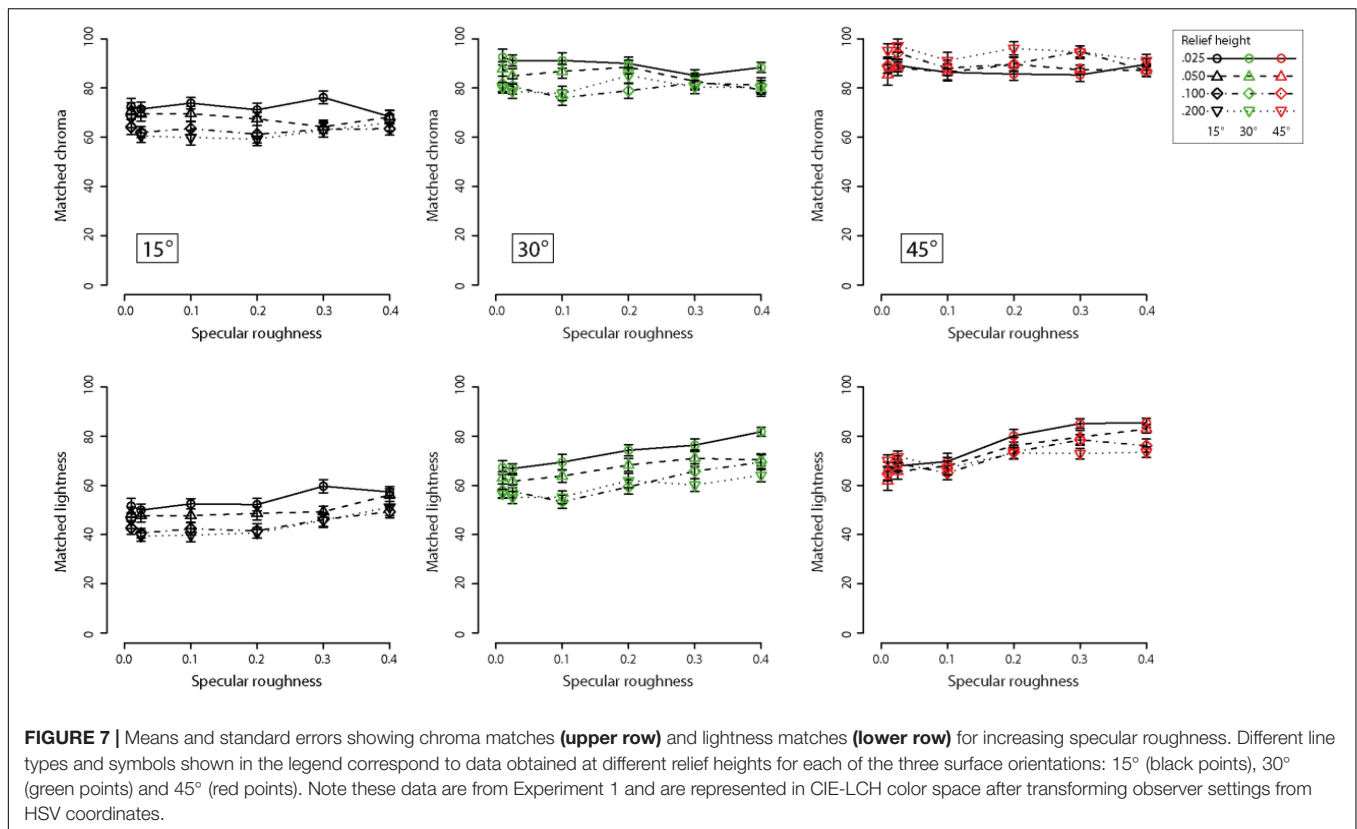 100
80
60
40
20
0
Matched chroma
15°
0.0 0.1 0.2 0.3 0.4
Specular roughness
100
80
60
40
20
0
Matched chroma
30°
0.0 0.1 0.2 0.3 0.4
Specular roughness
100
80
60
40
20
0
Matched chroma
45°
0.0 0.1 0.2 0.3 0.4
Specular roughness
Relief height
.025
.050
.100
.200
15° 30° 45°
100
80
60
40
20
0
Matched lightness
0.0 0.1 0.2 0.3 0.4
Specular roughness
100
80
60
40
20
0
Matched lightness
0.0 0.1 0.2 0.3 0.4
Specular roughness
100
80
60
40
20
0
Matched lightness
0.0 0.1 0.2 0.3 0.4
Specular roughness
FIGURE 7 | Means and standard errors showing chroma matches (upper row) and lightness matches (lower row) for increasing specular roughness. Different line
types and symbols shown in the legend correspond to data obtained at different relief heights for each of the three surface orientations: 15° (black points), 30°
(green points) and 45° (red points). Note these data are from Experiment 1 and are represented in CIE-LCH color space after transforming observer settings from
HSV coordinates.